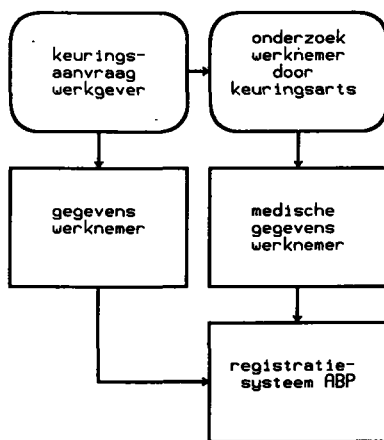 keurings-
aanvraag
werkgever
onderzoek
werknemer
door
keuringsarts
gegevens
werknemer
medische
gegevens
werknemer
registratie-
systeem ABP